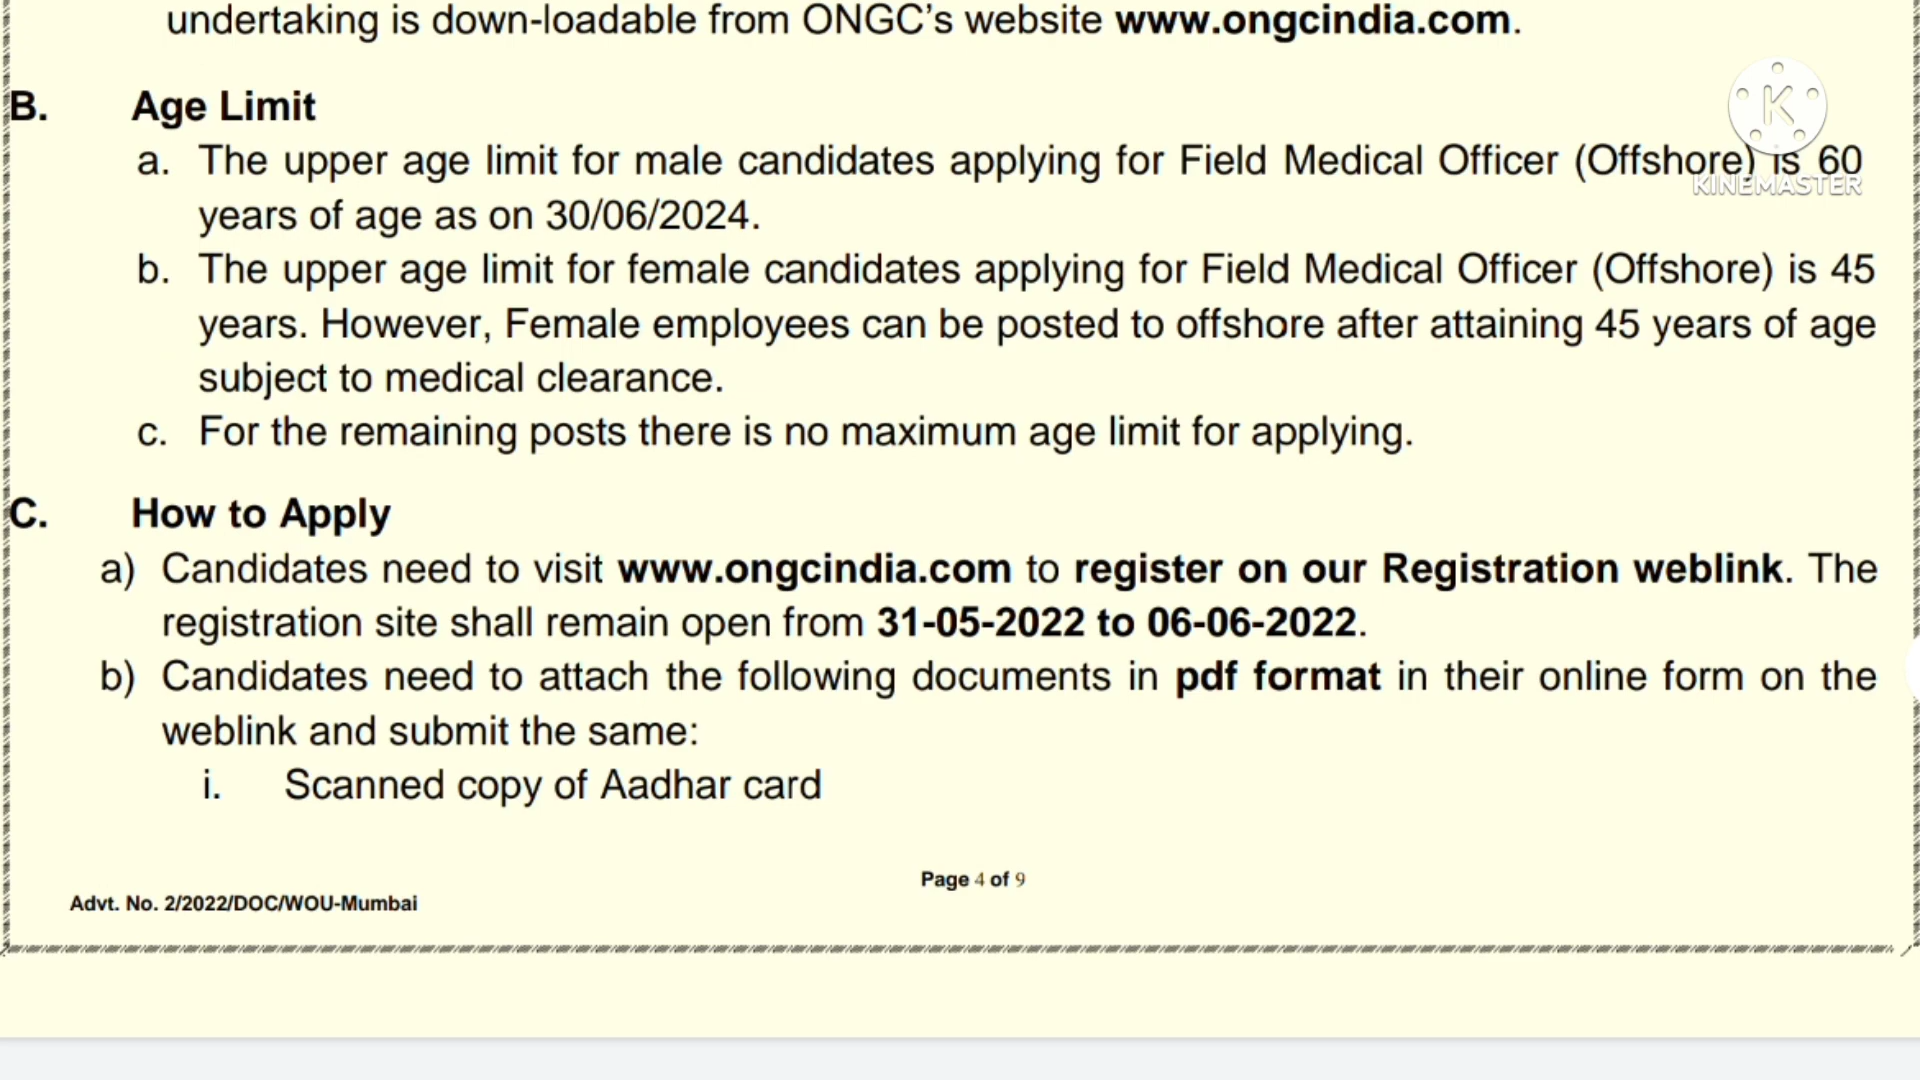 undertaking is down-loadable from ONGC’s website www.ongcindia.com.
B. Age Limit
a. The upper age limit for male candidates applying for Field Medical Officer (Offshore) is 60
years of age as on 30/06/2024.
b. The upper age limit for female candidates applying for Field Medical Officer (Offshore) is 45
years. However, Female employees can be posted to offshore after attaining 45 years of age
subject to medical clearance.
c. For the remaining posts there is no maximum age limit for applying.
C. How to Apply
a) Candidates need to visit www.ongcindia.com to register on our Registration weblink. The
registration site shall remain open from 31-05-2022 to 06-06-2022.
b) Candidates need to attach the following documents in pdf format in their online form on the
weblink and submit the same:
i. Scanned copy of Aadhar card
Page 4 of 9
Advt. No. 2/2022/DOC/WOU-Mumbai
K
KINEMASTER